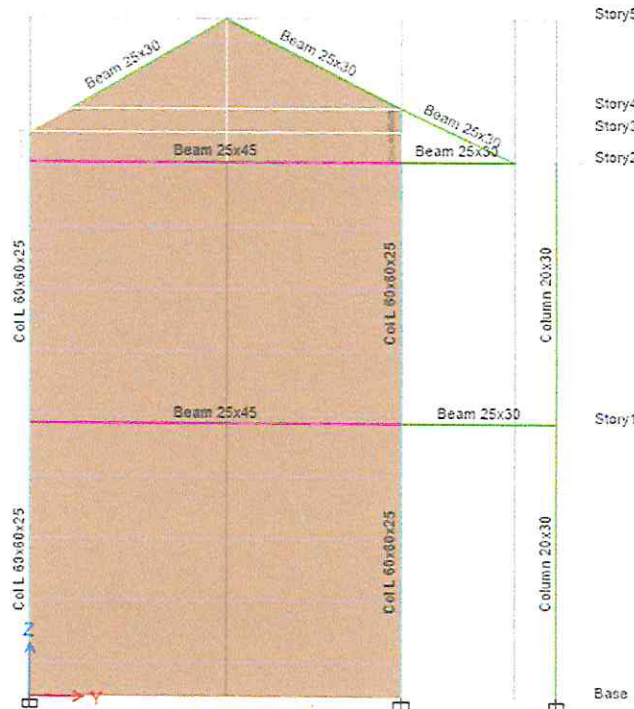 Story5
Beam 25x30
Beam 25x30
Story4
Beam 25x30
Story3
Beam 25x45
Beam 25x30
Story2
Col L 60x60x25
Col L 60x60x25
Column 20x30
Beam 25x45
Beam 25x30
Story1
Col L 60x60x25
Col L 60x60x25
Column 20x30
Z
Y
Base